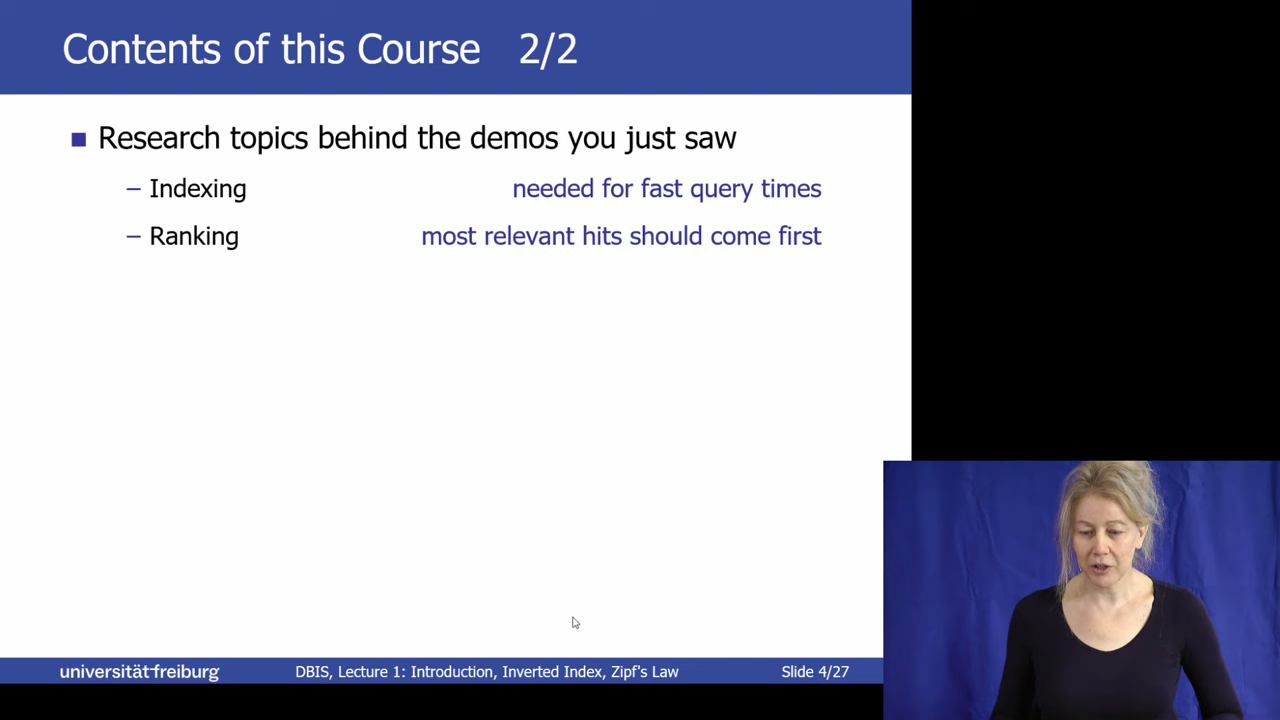 Contents of this Course 2/2
Research topics behind the demos you just saw
– Indexing needed for fast query times
– Ranking most relevant hits should come first
universität freiburg DBIS, Lecture 1: Introduction, Inverted Index, Zipf's Law Slide 4/27